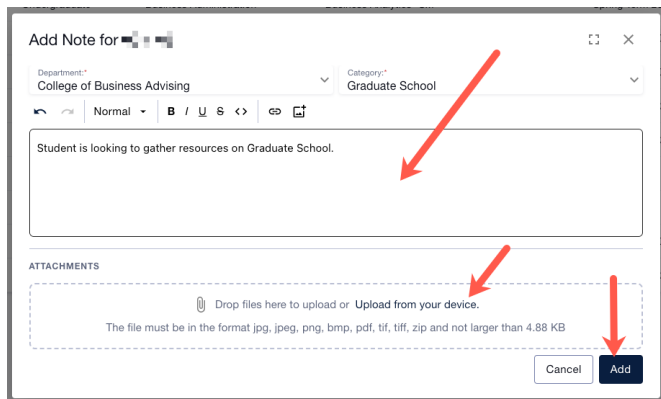 Add Note for
Department:*
College of Business Advising
Category:*
Graduate School
Normal B I U S <>
Student is looking to gather resources on Graduate School.
ATTACHMENTS
Drop files here to upload or Upload from your device.
The file must be in the format jpg, jpeg, png, bmp, pdf, tif, tiff, zip and not larger than 4.88 KB
Cancel Add